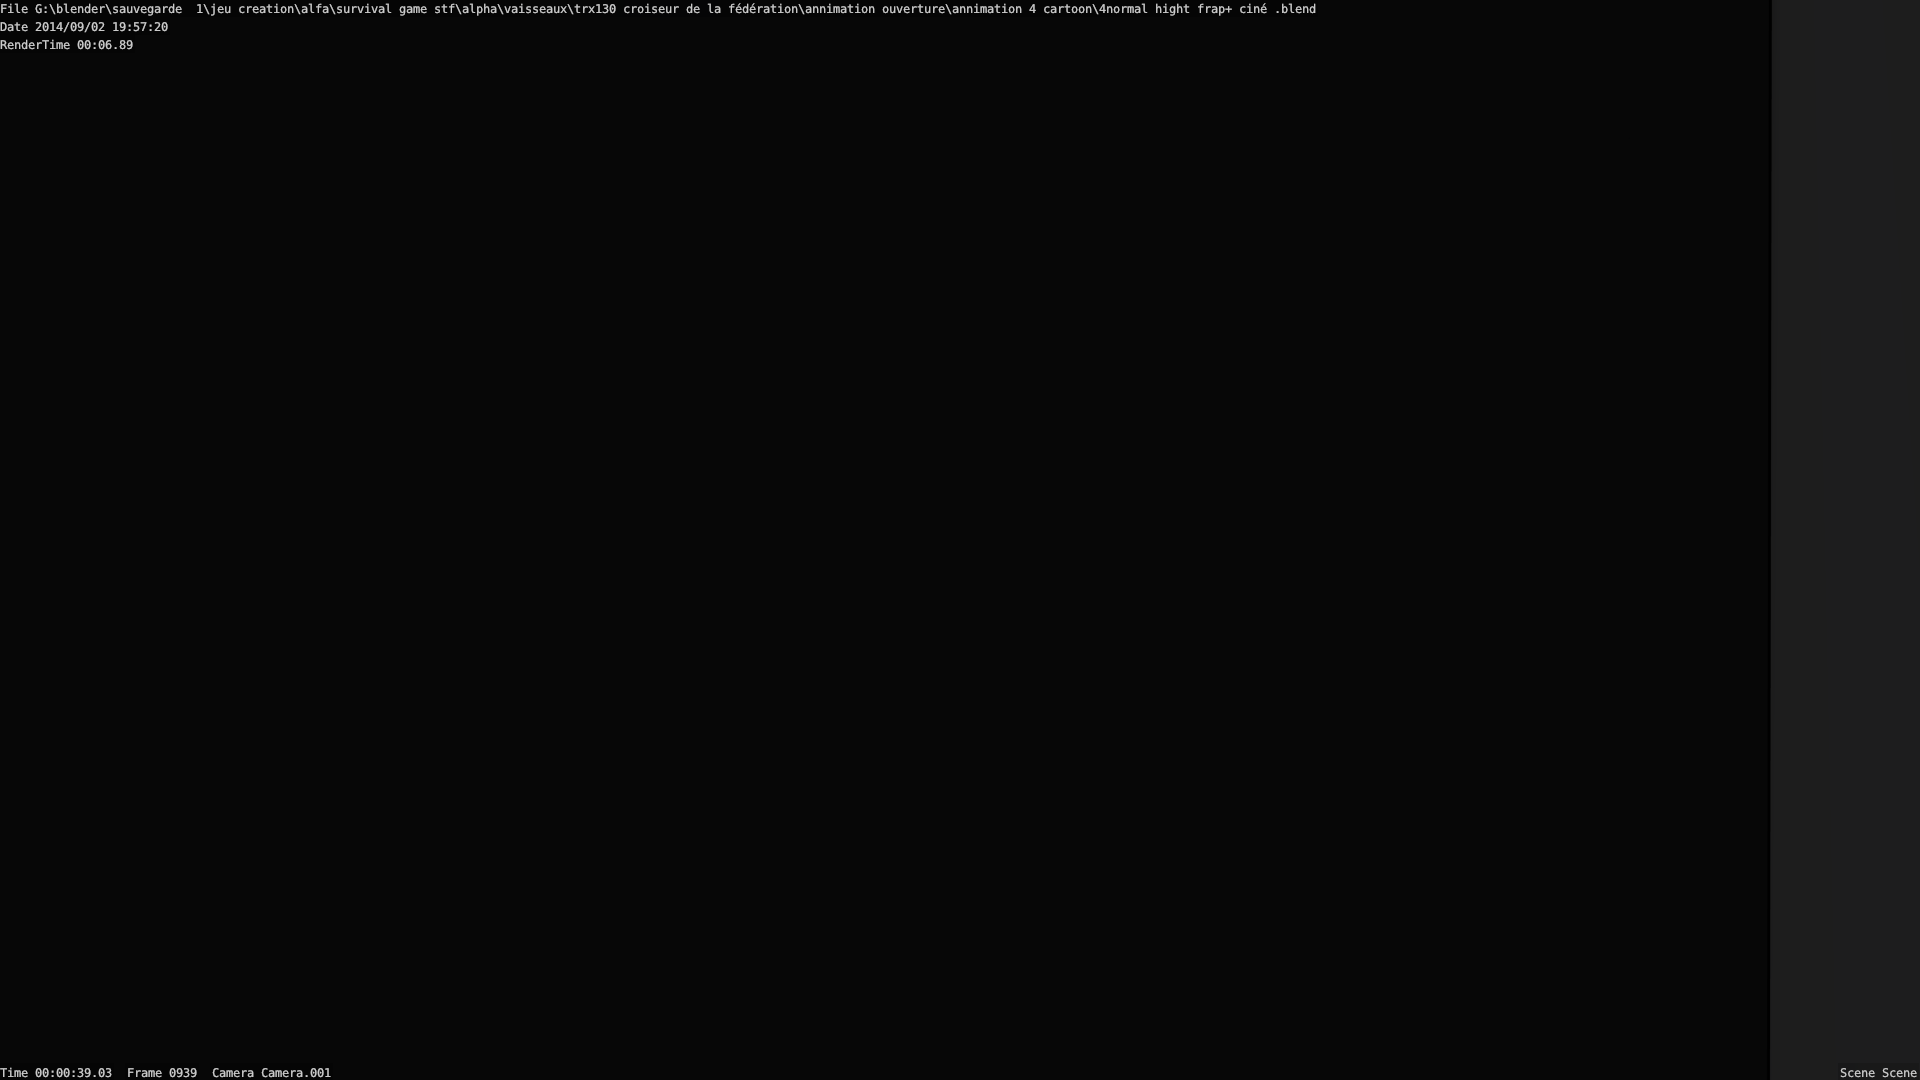 File G:\blender\sauvegarde  1\jeu creation\alfa\survival game stf\alpha\vaisseaux\trx130 croiseur de la fédération\annimation ouverture\annimation 4 cartoon\4normal hight frap+ ciné .blend
Date 2014/09/02 19:57:20
RenderTime 00:06.89
Time 00:00:39.03  Frame 0939  Camera Camera.001
Scene Scene